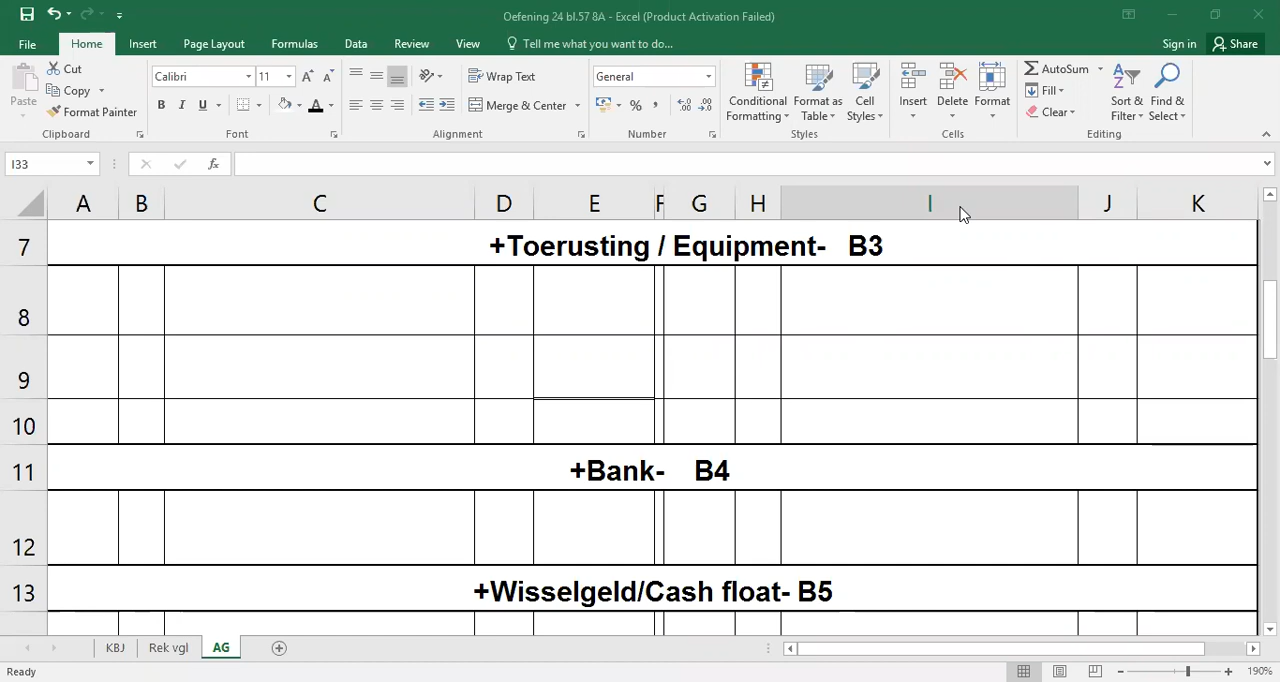 Oefening 24 bl.57 8A - Excel (Product Activation Failed)
File Home Insert Page Layout Formulas Data Review View Tell me what you want to do... Sign in Share
Paste
Cut
Copy
Format Painter
Clipboard
Calibri 11
B I U
Font
Wrap Text
Merge & Center
Alignment
General
%
Number
Conditional Formatting
Format as Table
Cell Styles
Styles
Insert Delete Format
Cells
AutoSum
Fill
Clear
Sort & Filter
Find & Select
Editing
I33 fx
A B C D E F G H I J K
7 +Toerusting / Equipment- B3
8
9
10
11 +Bank- B4
12
13 +Wisselgeld/Cash float- B5
KBJ Rek vgl AG
Ready 190%